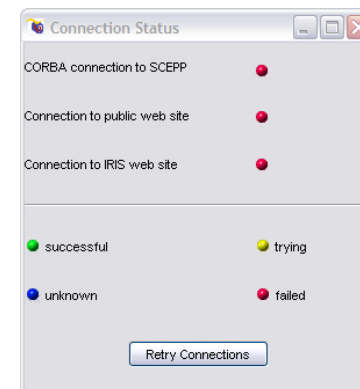 Connection Status
CORBA connection to SCEPP
Connection to public web site
Connection to IRIS web site
successful trying
unknown failed
Retry Connections